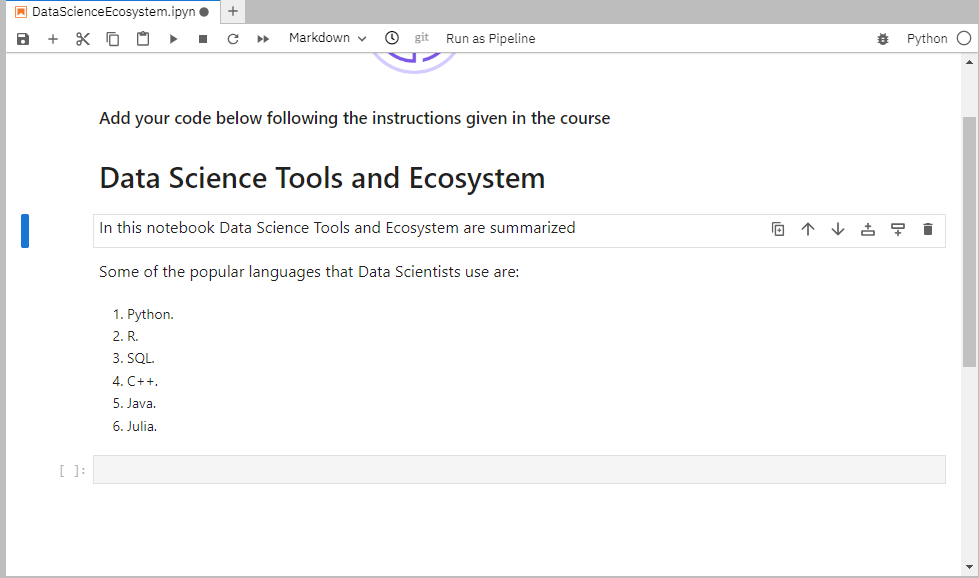 DataScienceEcosystem.ipyn
Markdown
git
Run as Pipeline
Python
Add your code below following the instructions given in the course
Data Science Tools and Ecosystem
In this notebook Data Science Tools and Ecosystem are summarized
Some of the popular languages that Data Scientists use are:
1. Python.
2. R.
3. SQL.
4. C++.
5. Java.
6. Julia.
[ ]: